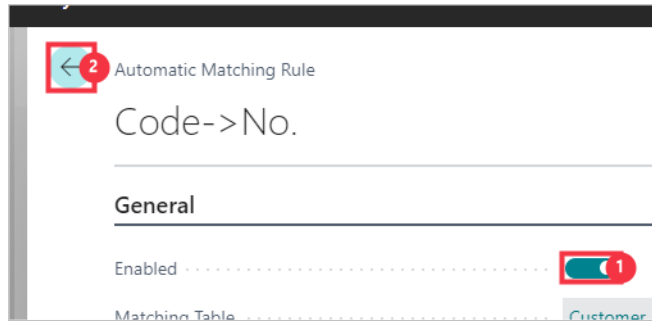 2
Automatic Matching Rule
Code->No.
General
Enabled
1
Matching Table
Customer